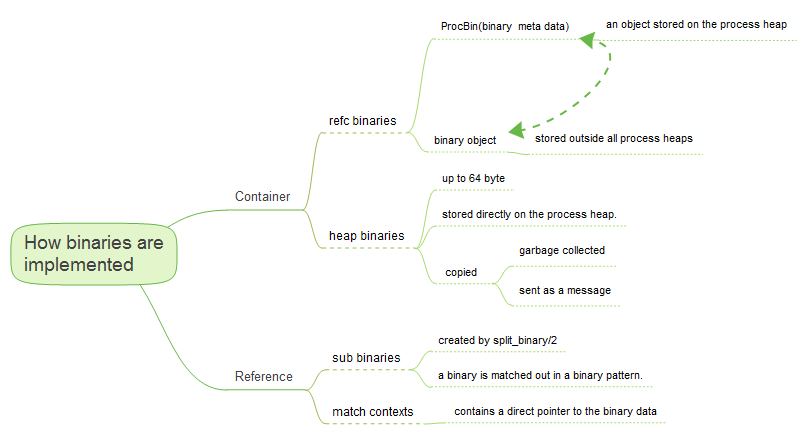 How binaries are
implemented
Container
refc binaries
ProcBin(binary meta data)
an object stored on the process heap
binary object
stored outside all process heaps
heap binaries
up to 64 byte
stored directly on the process heap.
copied
garbage collected
sent as a message
Reference
sub binaries
created by split_binary/2
a binary is matched out in a binary pattern.
match contexts
contains a direct pointer to the binary data